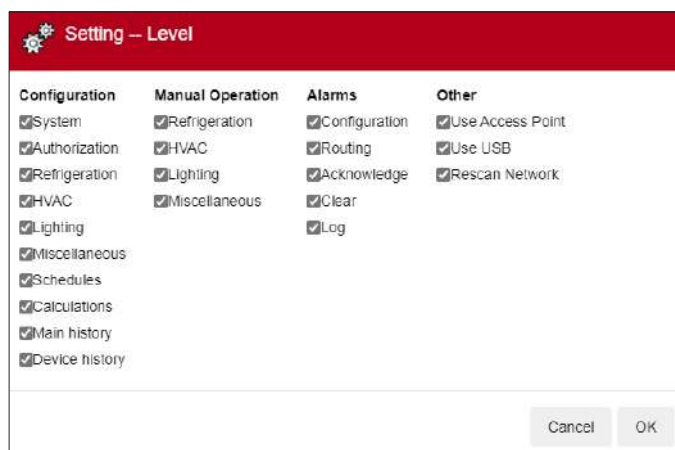 Setting -- Level
Configuration Manual Operation Alarms Other
System Refrigeration Configuration Use Access Point
Authorization HVAC Routing Use USB
Refrigeration Lighting Acknowledge Rescan Network
HVAC Miscellaneous Clear
Lighting Log
Miscellaneous
Schedules
Calculations
Main history
Device history
Cancel OK